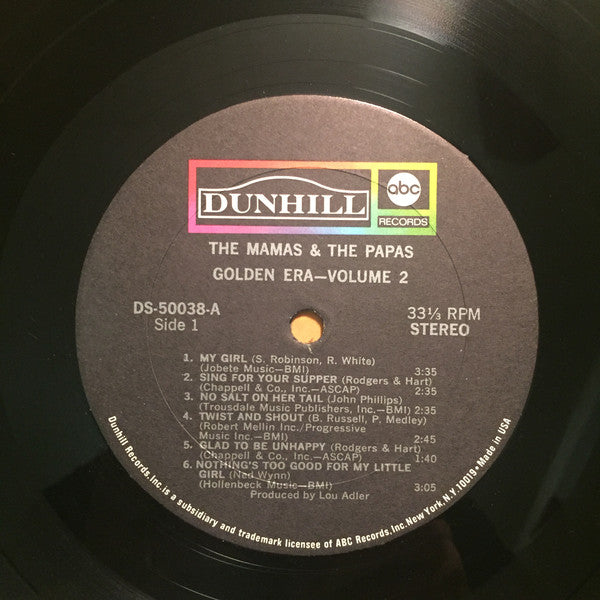 DUNHILL
abc
RECORDS
THE MAMAS & THE PAPAS
GOLDEN ERA—VOLUME 2
DS-50038-A
Side 1
33⅓ RPM
STEREO
1. MY GIRL (S. Robinson, R. White)
(Jobete Music—BMI) 3:35
2. SING FOR YOUR SUPPER (Rodgers & Hart)
(Chappell & Co., Inc.—ASCAP) 2:35
3. NO SALT ON HER TAIL (John Phillips)
(Trousdale Music Publishers, Inc.—BMI) 2:35
4. TWIST AND SHOUT (B. Russell, P. Medley)
(Robert Mellin Inc./Progressive
Music Inc.—BMI) 2:45
5. GLAD TO BE UNHAPPY (Rodgers & Hart)
(Chappell & Co., Inc.—ASCAP) 1:40
6. NOTHING'S TOO GOOD FOR MY LITTLE
GIRL (Ned Wynn)
(Hollenbeck Music—BMI) 3:05
Produced by Lou Adler
Dunhill Records, Inc. is a subsidiary and trademark licensee of ABC Records, Inc. New York, N.Y. 10019 • Made in USA